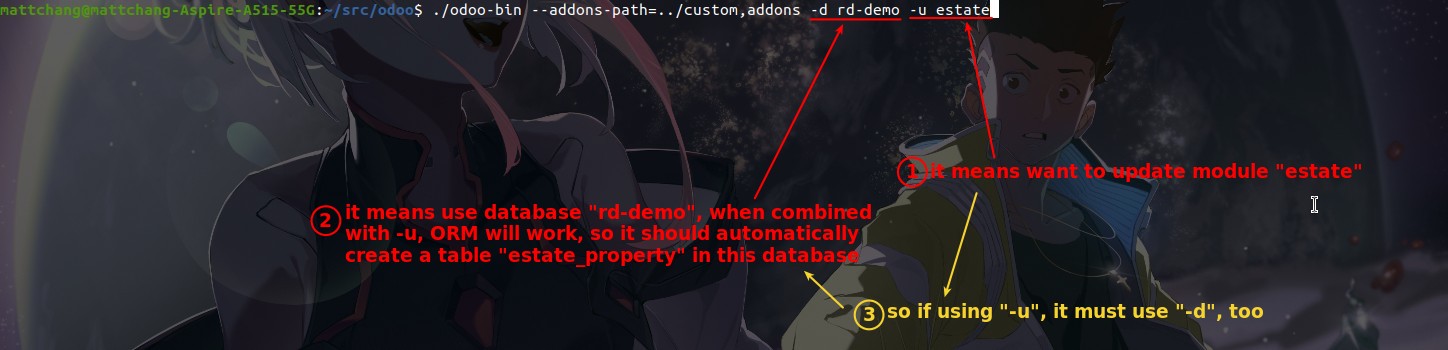 mattchang@mattchang-Aspire-A515-55G:~/src/odoo$ ./odoo-bin --addons-path=../custom,addons -d rd-demo -u estate
1 it means want to update module "estate"
2 it means use database "rd-demo", when combined
with -u, ORM will work, so it should automatically
create a table "estate_property" in this database
3 so if using "-u", it must use "-d", too